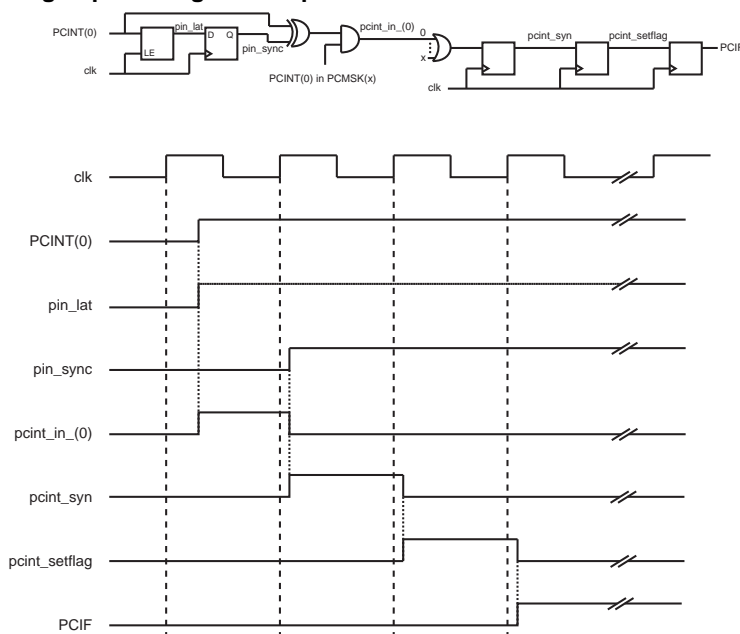 PCINT(0)
pin_lat
D Q
LE
pin_sync
clk
PCINT(0) in PCMSK(x)
pcint_in_(0)
0
x
pcint_syn
pcint_setflag
PCIF
clk
clk
PCINT(0)
pin_lat
pin_sync
pcint_in_(0)
pcint_syn
pcint_setflag
PCIF